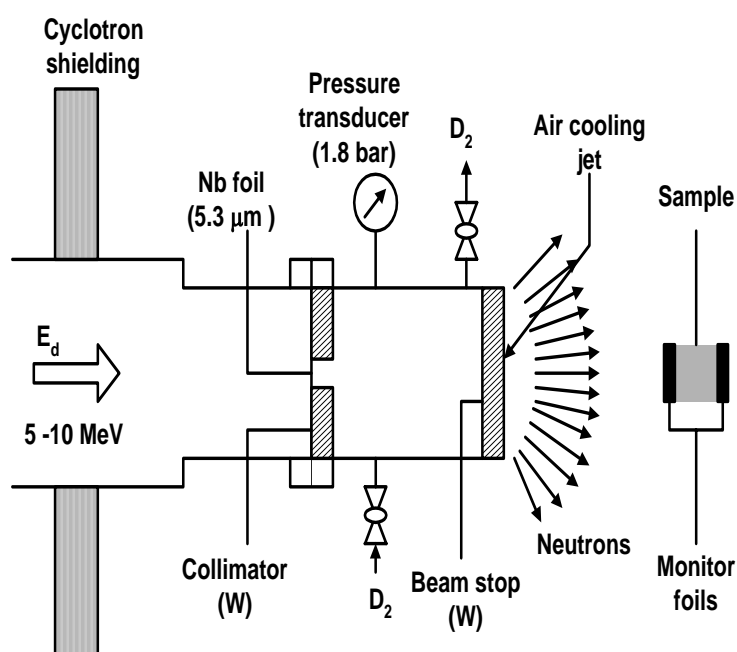 Cyclotron
shielding
Pressure
transducer
(1.8 bar)
D₂
Air cooling
jet
Nb foil
(5.3 μm )
Sample
E_d
5 -10 MeV
Collimator
(W)
D₂
Beam stop
(W)
Neutrons
Monitor
foils